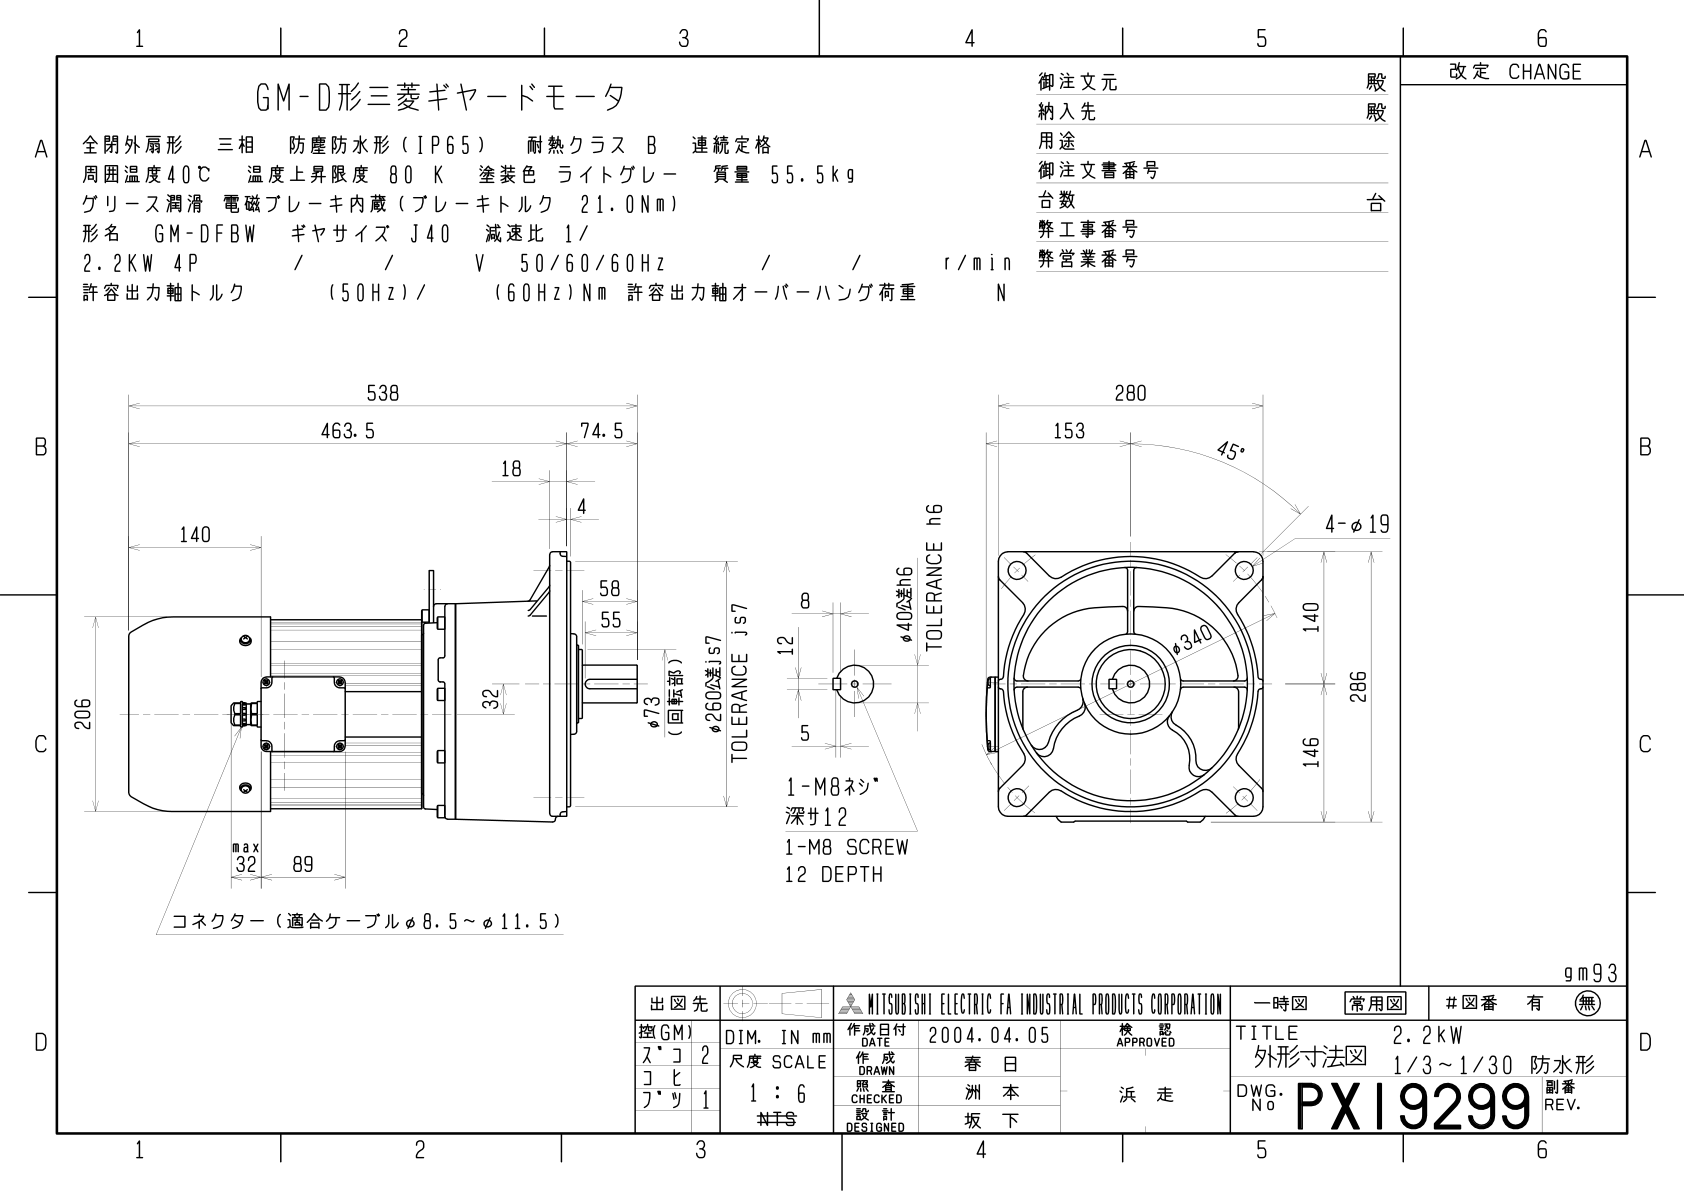 1 2 3 4 5 6
改定 CHANGE
GM-D形三菱ギヤードモータ
全閉外扇形 三相 防塵防水形(IP65) 耐熱クラス B 連続定格
周囲温度40℃ 温度上昇限度 80 K 塗装色 ライトグレー 質量 55.5kg
グリース潤滑 電磁ブレーキ内蔵(ブレーキトルク 21.0Nm)
形名 GM-DFBW ギヤサイズ J40 減速比 1/
2.2KW 4P / / V 50/60/60Hz / / r/min
許容出力軸トルク (50Hz)/ (60Hz)Nm 許容出力軸オーバーハング荷重 N
御注文元 殿
納入先 殿
用途
御注文書番号
台数 台
弊工事番号
弊営業番号
A A
B B
C C
D D
538
463.5 74.5
18
4
140
58
55
206
32
φ73
(回転部)
φ260公差js7
TOLERANCE js7
max
32 89
コネクター(適合ケーブルφ8.5~φ11.5)
8
12
5
φ40公差h6
TOLERANCE h6
1-M8ネジ
深サ12
1-M8 SCREW
12 DEPTH
280
153
45°
4-φ19
φ340
140
146
286
gm93
出図先
控(GM)
スﾞコ 2
コヒ
フﾞツ 1
DIM. IN mm
尺度 SCALE
1 : 6
NTS
MITSUBISHI ELECTRIC FA INDUSTRIAL PRODUCTS CORPORATION
作成日付 DATE 2004.04.05
作成 DRAWN 春日
照査 CHECKED 洲本
設計 DESIGNED 坂下
検認 APPROVED
浜走
一時図 常用図 #図番 有 無
TITLE 2.2kW
外形寸法図 1/3~1/30 防水形
DWG. No PX19299
副番 REV.
1 2 3 4 5 6